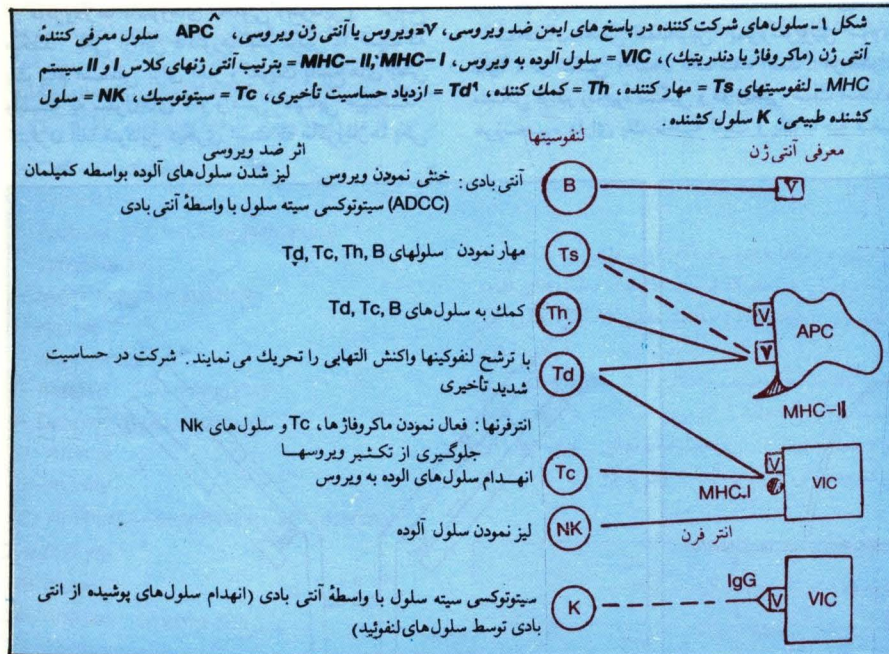 شکل ۱ـ سلول‌های شرکت کننده در پاسخ های ایمن ضد ویروسی، V=ویروس یا آنتی ژن ویروسی، APC سلول معرفی کنندهٔ
آنتی ژن (ماکروفاژ یا دندریتیك)، VIC = سلول آلوده به ویروس، MHC-I ،MHC-II = بترتیب آنتی ژنهای کلاس I و II سیستم
MHC ـ لنفوسیتهای Ts = مهار کننده، Th = کمك کننده، Td = ازدیاد حساسیت تأخیری، Tc = سیتوتوسیك، NK = سلول
کشنده طبیعی، K سلول کشنده.
معرفی آنتی ژن
لنفوسیتها
اثر ضد ویروسی
V
B
آنتی بادی: خنثی نمودن ویروس لیز شدن سلول‌های آلوده بواسطه کمپلمان
(ADCC) سیتوتوکسی سیته سلول با واسطهٔ آنتی بادی
Ts
مهار نمودن سلولهای Td, Tc, Th, B
V
APC
Th
کمك به سلول‌های Td, Tc, B
V
Td
با ترشح لنفوکینها واکنش التهابی را تحریك می نمایند. شرکت در حساسیت
شدید تأخیری
MHC-II
انترفرنها: فعال نمودن ماکروفاژها، Tc و سلول‌های Nk
جلوگیری از تکثیر ویروسها
V
VIC
MHC.I
Tc
انهدام سلول‌های الوده به ویروس
انتر فرن
NK
لیز نمودن سلول آلوده
IgG
V
VIC
K
سیتوتوکسی سیته سلول با واسطهٔ آنتی بادی (انهدام سلول‌های پوشیده از انتی
بادی توسط سلول‌های لنفوئید)